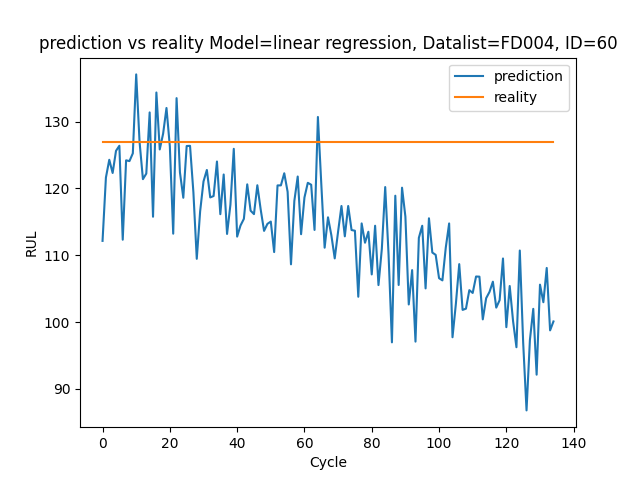 prediction vs reality Model=linear regression, Datalist=FD004, ID=60
prediction
reality
RUL
130
120
110
100
90
0 20 40 60 80 100 120 140
Cycle